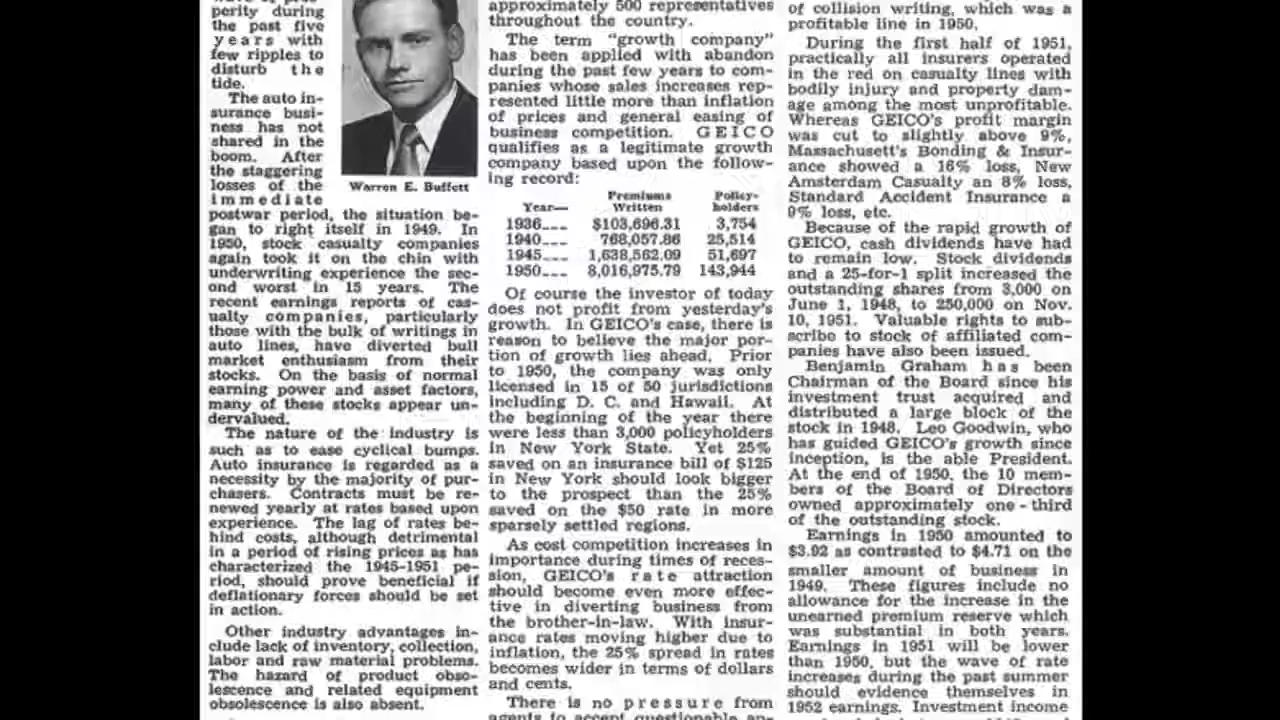 perity during
the past five
years with
few ripples to
disturb the
tide.
The auto in-
surance busi-
ness has not
shared in the
boom. After
the staggering
losses of the
immediate
postwar period, the situation be-
gan to right itself in 1949. In
1950, stock casualty companies
again took it on the chin with
underwriting experience the sec-
ond worst in 15 years. The
recent earnings reports of cas-
ualty companies, particularly
those with the bulk of writings in
auto lines, have diverted bull
market enthusiasm from their
stocks. On the basis of normal
earning power and asset factors,
many of these stocks appear un-
dervalued.
The nature of the industry is
such as to ease cyclical bumps.
Auto insurance is regarded as a
necessity by the majority of pur-
chasers. Contracts must be re-
newed yearly at rates based upon
experience. The lag of rates be-
hind costs, although detrimental
in a period of rising prices as has
characterized the 1945-1951 pe-
riod, should prove beneficial if
deflationary forces should be set
in action.
Other industry advantages in-
clude lack of inventory, collection,
labor and raw material problems.
The hazard of product obso-
lescence and related equipment
obsolescence is also absent.
Warren E. Buffett
approximately 500 representatives
throughout the country.
The term "growth company"
has been applied with abandon
during the past few years to com-
panies whose sales increases rep-
resented little more than inflation
of prices and general easing of
business competition. GEICO
qualifies as a legitimate growth
company based upon the follow-
ing record:
Premiums Policy-
Year— Written holders
1936--- $103,696.31 3,754
1940--- 768,057.86 25,514
1945--- 1,638,562.09 51,697
1950--- 8,016,975.79 143,944
Of course the investor of today
does not profit from yesterday's
growth. In GEICO's case, there is
reason to believe the major por-
tion of growth lies ahead. Prior
to 1950, the company was only
licensed in 15 of 50 jurisdictions
including D. C. and Hawaii. At
the beginning of the year there
were less than 3,000 policyholders
in New York State. Yet 25%
saved on an insurance bill of $125
in New York should look bigger
to the prospect than the 25%
saved on the $50 rate in more
sparsely settled regions.
As cost competition increases in
importance during times of reces-
sion, GEICO's rate attraction
should become even more effec-
tive in diverting business from
the brother-in-law. With insur-
ance rates moving higher due to
inflation, the 25% spread in rates
becomes wider in terms of dollars
and cents.
There is no pressure from
agents to accept questionable ap-
of collision writing, which was a
profitable line in 1950.
During the first half of 1951,
practically all insurers operated
in the red on casualty lines with
bodily injury and property dam-
age among the most unprofitable.
Whereas GEICO's profit margin
was cut to slightly above 9%,
Massachusett's Bonding & Insur-
ance showed a 16% loss, New
Amsterdam Casualty an 8% loss,
Standard Accident Insurance a
9% loss, etc.
Because of the rapid growth of
GEICO, cash dividends have had
to remain low. Stock dividends
and a 25-for-1 split increased the
outstanding shares from 3,000 on
June 1, 1948, to 250,000 on Nov.
10, 1951. Valuable rights to sub-
scribe to stock of affiliated com-
panies have also been issued.
Benjamin Graham has been
Chairman of the Board since his
investment trust acquired and
distributed a large block of the
stock in 1948. Leo Goodwin, who
has guided GEICO's growth since
inception, is the able President.
At the end of 1950, the 10 mem-
bers of the Board of Directors
owned approximately one-third
of the outstanding stock.
Earnings in 1950 amounted to
$3.92 as contrasted to $4.71 on the
smaller amount of business in
1949. These figures include no
allowance for the increase in the
unearned premium reserve which
was substantial in both years.
Earnings in 1951 will be lower
than 1950, but the wave of rate
increases during the past summer
should evidence themselves in
1952 earnings. Investment income